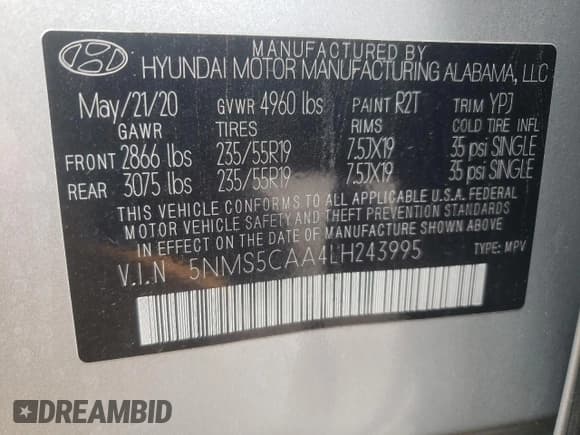 MANUFACTURED BY
HYUNDAI MOTOR MANUFACTURING ALABAMA, LLC
May/21/20 GVWR 4960 lbs PAINT R2T TRIM YPJ
GAWR TIRES RIMS COLD TIRE INFL
FRONT 2866 lbs 235/55R19 7.5JX19 35 psi SINGLE
REAR 3075 lbs 235/55R19 7.5JX19 35 psi SINGLE
THIS VEHICLE CONFORMS TO ALL APPLICABLE U.S.A. FEDERAL
MOTOR VEHICLE SAFETY AND THEFT PREVENTION STANDARDS
IN EFFECT ON THE DATE OF MANUFACTURE SHOWN ABOVE
V.I.N 5NMS5CAA4LH243995 TYPE: MPV
DREAMBID